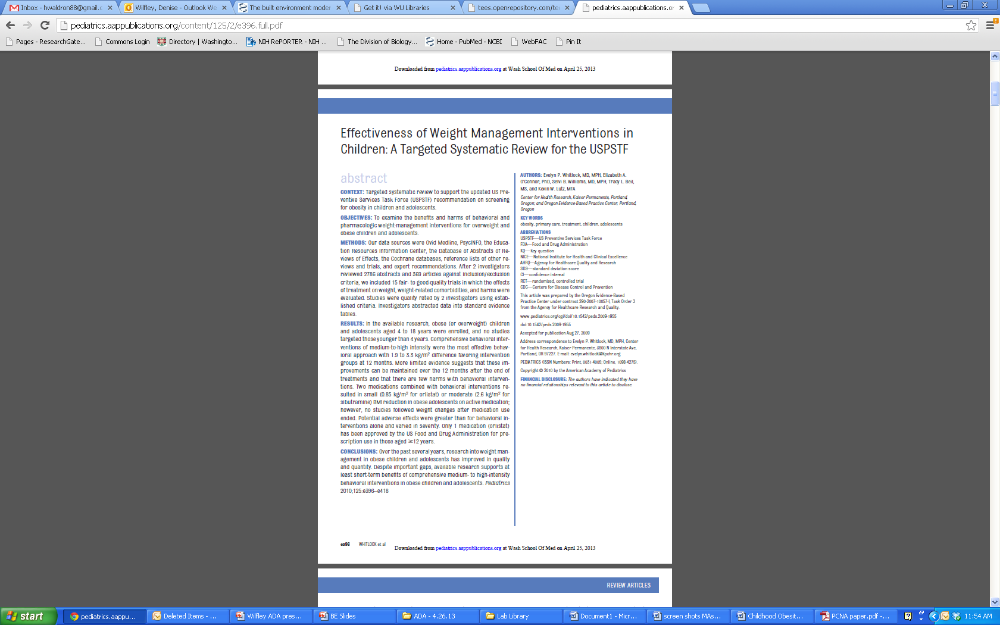 Inbox - hwaldron88@gmail.c
Wilfley, Denise - Outlook We
The built environment moder
Get it! via WU Libraries
tees.openrepository.com/te
pediatrics.aappublications.or
pediatrics.aappublications.org/content/125/2/e396.full.pdf
Pages - ResearchGate...
Commons Login
Directory | Washingto...
NIH RePORTER - NIH ...
The Division of Biology...
Home - PubMed - NCBI
WebFAC
Pin It
Downloaded from pediatrics.aappublications.org at Wash School Of Med on April 25, 2013
Effectiveness of Weight Management Interventions in
Children: A Targeted Systematic Review for the USPSTF
abstract
CONTEXT: Targeted systematic review to support the updated US Pre-
ventive Services Task Force (USPSTF) recommendation on screening
for obesity in children and adolescents.
OBJECTIVES: To examine the benefits and harms of behavioral and
pharmacologic weight-management interventions for overweight and
obese children and adolescents.
METHODS: Our data sources were Ovid Medline, PsycINFO, the Educa-
tion Resources Information Center, the Database of Abstracts of Re-
views of Effects, the Cochrane databases, reference lists of other re-
views and trials, and expert recommendations. After 2 investigators
reviewed 2786 abstracts and 369 articles against inclusion/exclusion
criteria, we included 15 fair- to good-quality trials in which the effects
of treatment on weight, weight-related comorbidities, and harms were
evaluated. Studies were quality rated by 2 investigators using estab-
lished criteria. Investigators abstracted data into standard evidence
tables.
RESULTS: In the available research, obese (or overweight) children
and adolescents aged 4 to 18 years were enrolled, and no studies
targeted those younger than 4 years. Comprehensive behavioral inter-
ventions of medium-to-high intensity were the most effective behav-
ioral approach with 1.9 to 3.3 kg/m² difference favoring intervention
groups at 12 months. More limited evidence suggests that these im-
provements can be maintained over the 12 months after the end of
treatments and that there are few harms with behavioral interven-
tions. Two medications combined with behavioral interventions re-
sulted in small (0.85 kg/m² for orlistat) or moderate (2.6 kg/m² for
sibutramine) BMI reduction in obese adolescents on active medication;
however, no studies followed weight changes after medication use
ended. Potential adverse effects were greater than for behavioral in-
terventions alone and varied in severity. Only 1 medication (orlistat)
has been approved by the US Food and Drug Administration for pre-
scription use in those aged ≥12 years.
CONCLUSIONS: Over the past several years, research into weight man-
agement in obese children and adolescents has improved in quality
and quantity. Despite important gaps, available research supports at
least short-term benefits of comprehensive medium- to high-intensity
behavioral interventions in obese children and adolescents. Pediatrics
2010;125:e396–e418
AUTHORS: Evelyn P. Whitlock, MD, MPH, Elizabeth A.
O'Connor, PhD, Selvi B. Williams, MD, MPH, Tracy L. Beil,
MS, and Kevin W. Lutz, MFA
Center for Health Research, Kaiser Permanente, Portland,
Oregon; and Oregon Evidence-Based Practice Center, Portland,
Oregon
KEY WORDS
obesity, primary care, treatment, children, adolescents
ABBREVIATIONS
USPSTF—US Preventive Services Task Force
FDA—Food and Drug Administration
KQ—key question
NICE—National Institute for Health and Clinical Excellence
AHRQ—Agency for Healthcare Quality and Research
SDS—standard deviation score
CI—confidence interval
RCT—randomized, controlled trial
CDC—Centers for Disease Control and Prevention
This article was prepared by the Oregon Evidence-Based
Practice Center under contract 290-2007-10057-I, Task Order 3
from the Agency for Healthcare Research and Quality.
www.pediatrics.org/cgi/doi/10.1542/peds.2009-1955
doi:10.1542/peds.2009-1955
Accepted for publication Aug 27, 2009
Address correspondence to Evelyn P. Whitlock, MD, MPH, Center
for Health Research, Kaiser Permanente, 3800 N Interstate Ave,
Portland, OR 97227. E-mail: evelyn.whitlock@kpchr.org
PEDIATRICS (ISSN Numbers: Print, 0031-4005; Online, 1098-4275).
Copyright © 2010 by the American Academy of Pediatrics
FINANCIAL DISCLOSURE: The authors have indicated they have
no financial relationships relevant to this article to disclose.
e396 WHITLOCK et al
Downloaded from pediatrics.aappublications.org at Wash School Of Med on April 25, 2013
REVIEW ARTICLES
start
pediatrics.aappu...
Deleted Items - ...
Wilfley ADA pres...
BE Slides
ADA - 4.26.13
Lab Library
Document1 - Micr...
screen shots MAs...
Childhood Obesit...
PCNA paper.pdf -...
11:54 AM